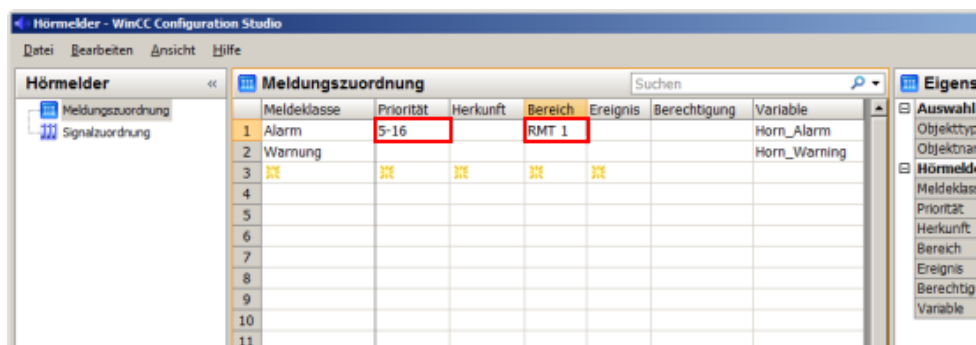 Hörmelder - WinCC Configuration Studio
Datei Bearbeiten Ansicht Hilfe
Hörmelder «
Meldungszuordnung
Signalzuordnung
Meldungszuordnung Suchen
Meldeklasse Priorität Herkunft Bereich Ereignis Berechtigung Variable
1 Alarm 5-16 RMT 1 Horn_Alarm
2 Warnung Horn_Warning
3
4
5
6
7
8
9
10
11
Eigens
Auswahl
Objekttyp
Objektnar
Hörmelde
Meldeklass
Priorität
Herkunft
Bereich
Ereignis
Berechtig
Variable